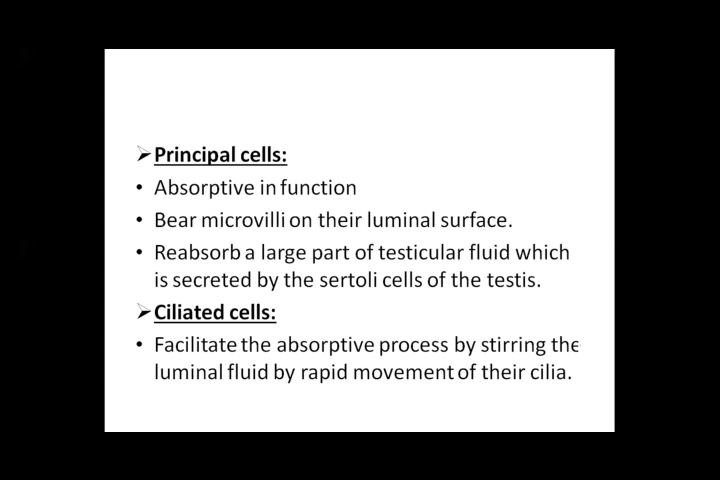 ➢Principal cells:
• Absorptive in function
• Bear microvilli on their luminal surface.
• Reabsorb a large part of testicular fluid which
is secreted by the sertoli cells of the testis.
➢Ciliated cells:
• Facilitate the absorptive process by stirring the
luminal fluid by rapid movement of their cilia.